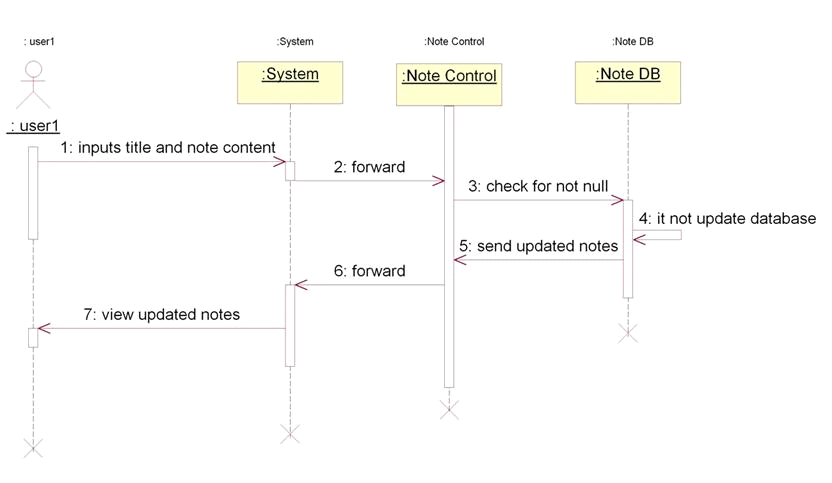 : user1
:System
:Note Control
:Note DB
:System
:Note Control
:Note DB
: user1
1: inputs title and note content
2: forward
3: check for not null
4: it not update database
5: send updated notes
6: forward
7: view updated notes